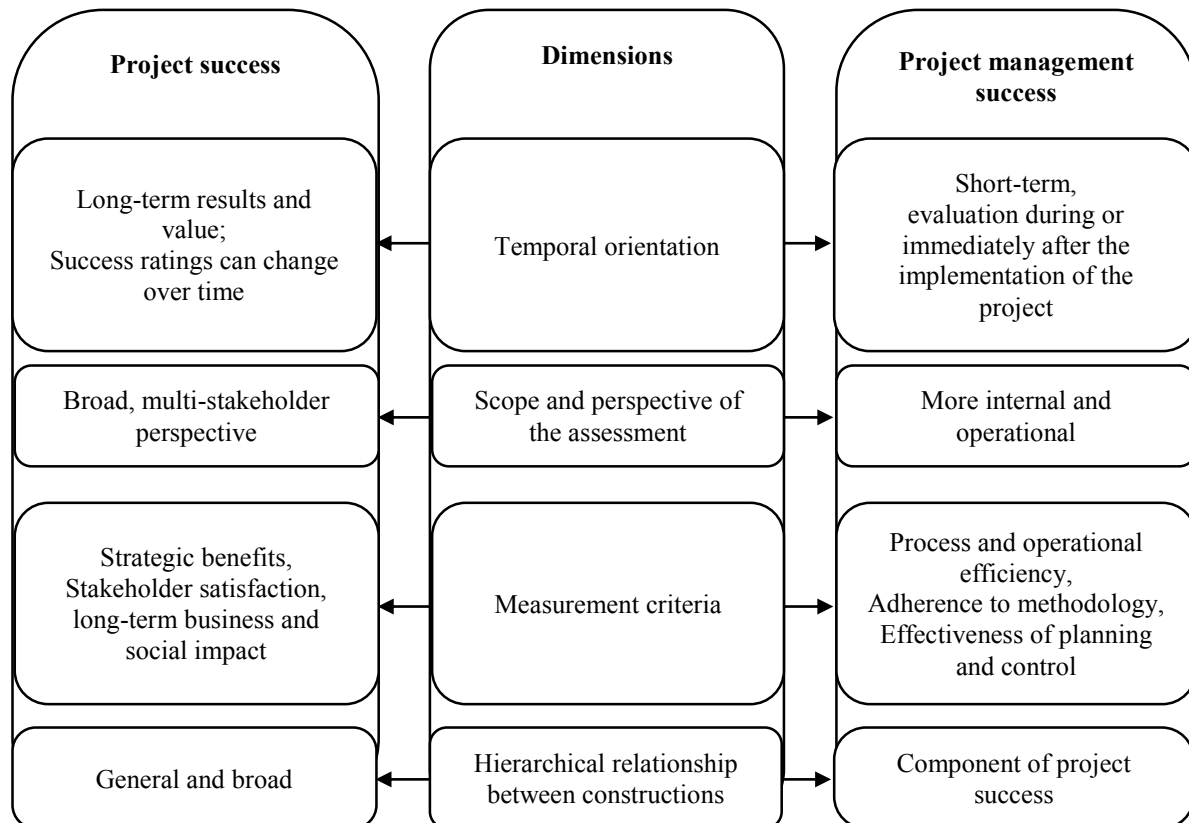 Project success
Dimensions
Project management
success
Long-term results and
value;
Success ratings can change
over time
Temporal orientation
Short-term,
evaluation during or
immediately after the
implementation of the
project
Broad, multi-stakeholder
perspective
Scope and perspective of
the assessment
More internal and
operational
Strategic benefits,
Stakeholder satisfaction,
long-term business and
social impact
Measurement criteria
Process and operational
efficiency,
Adherence to methodology,
Effectiveness of planning
and control
General and broad
Hierarchical relationship
between constructions
Component of project
success